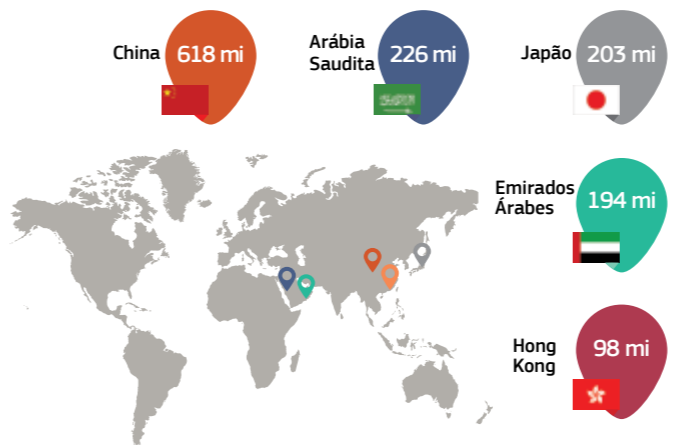 China
618 mi
Arábia
Saudita
226 mi
Japão
203 mi
Emirados
Árabes
194 mi
Hong
Kong
98 mi